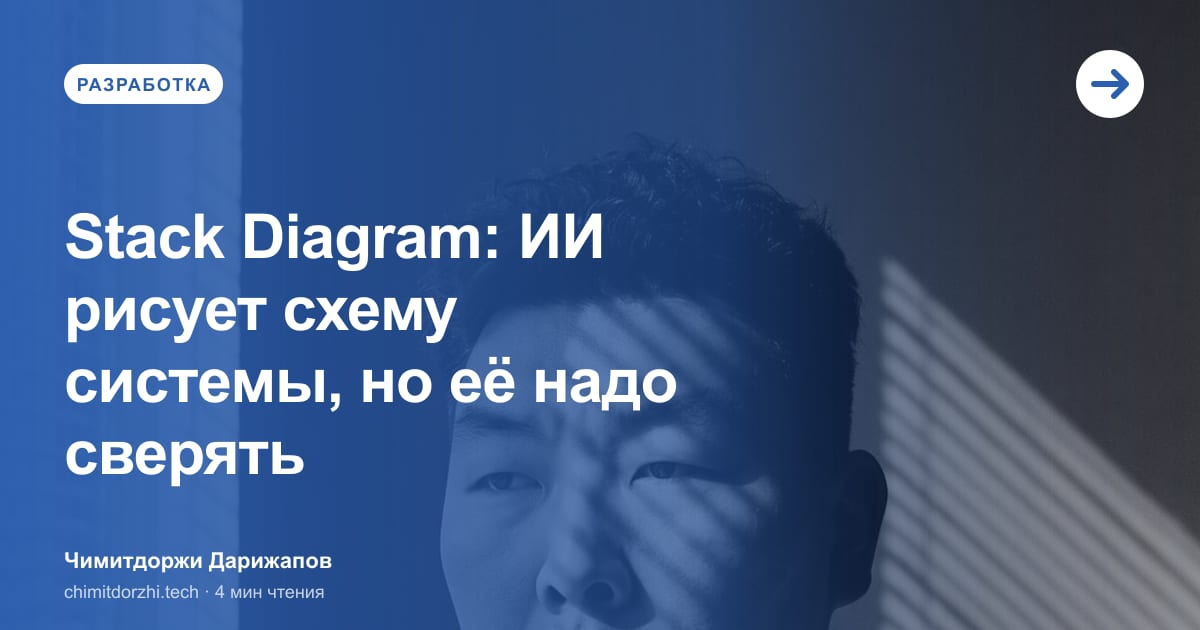 РАЗРАБОТКА
Stack Diagram: ИИ
рисует схему
системы, но её надо
сверять
Чимитдоржи Дарижапов
chimitdorzhi.tech · 4 мин чтения